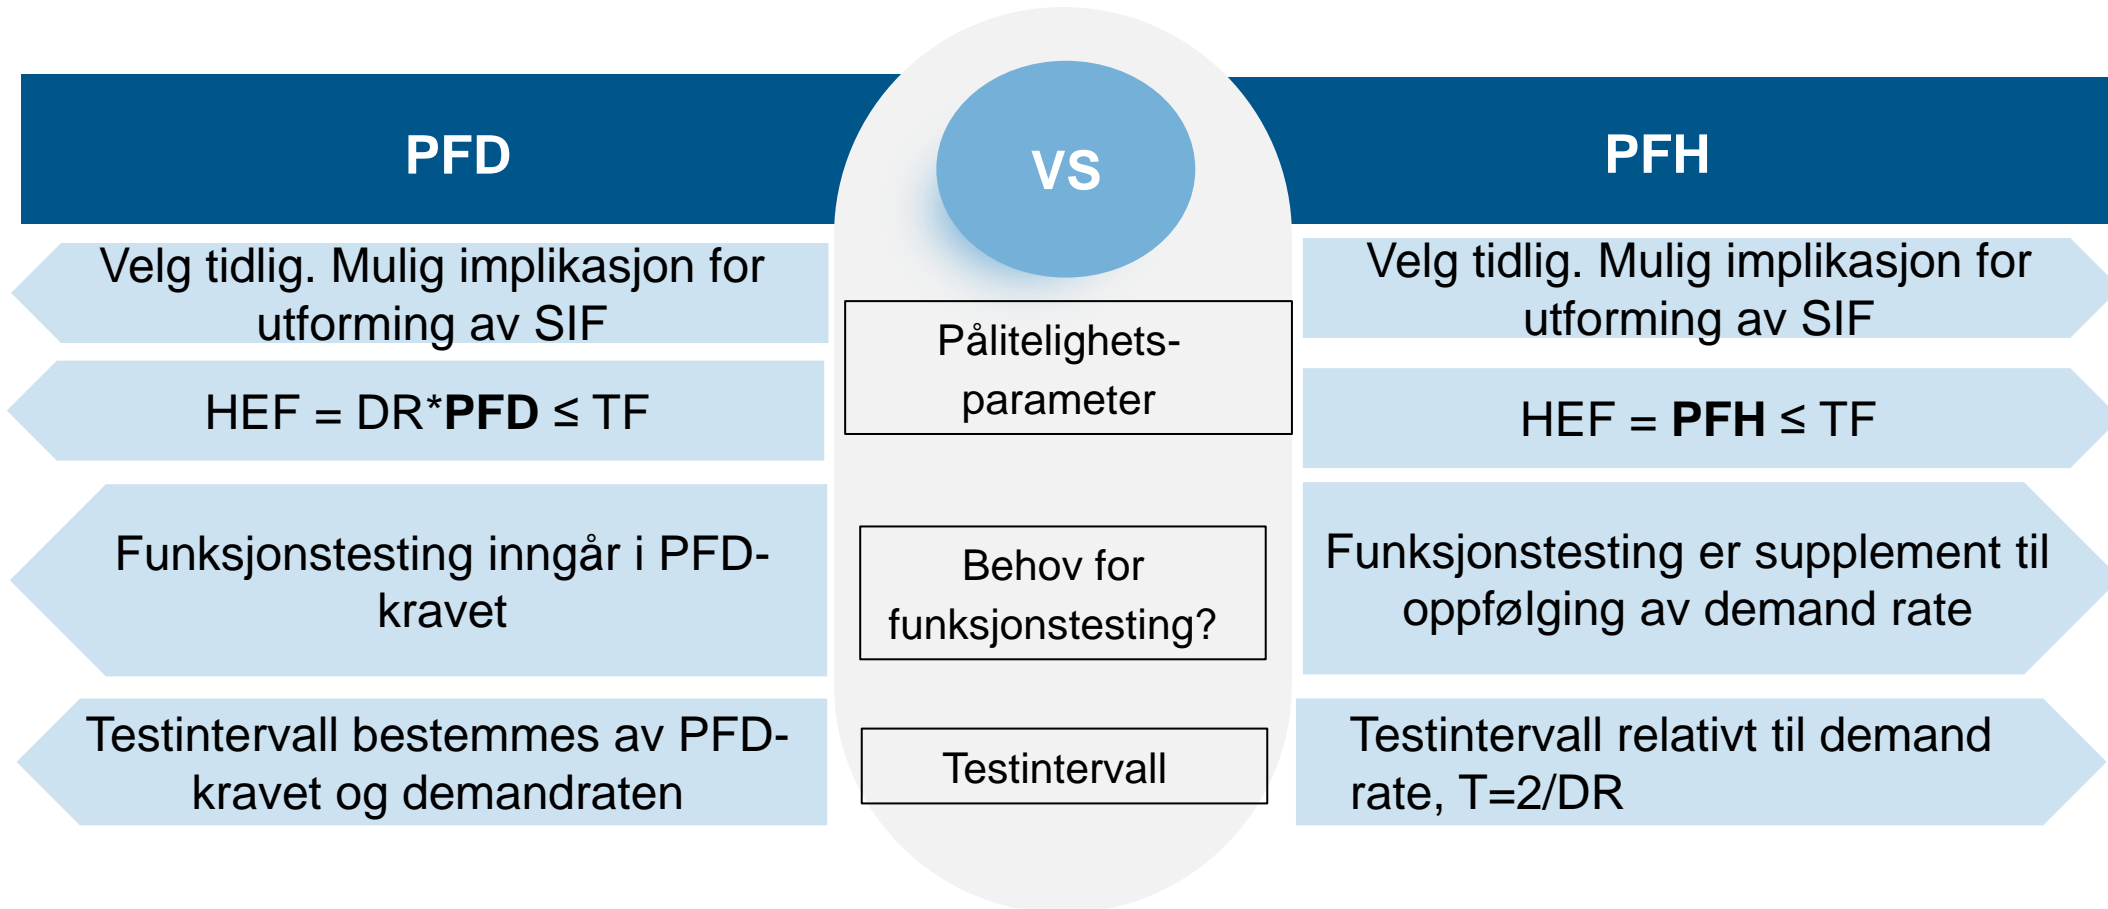 PFD
VS
PFH
Velg tidlig. Mulig implikasjon for
utforming av SIF
Pålitelighets-
parameter
Velg tidlig. Mulig implikasjon for
utforming av SIF
HEF = DR*PFD ≤ TF
HEF = PFH ≤ TF
Funksjonstesting inngår i PFD-
kravet
Behov for
funksjonstesting?
Funksjonstesting er supplement til
oppfølging av demand rate
Testintervall bestemmes av PFD-
kravet og demandraten
Testintervall
Testintervall relativt til demand
rate, T=2/DR